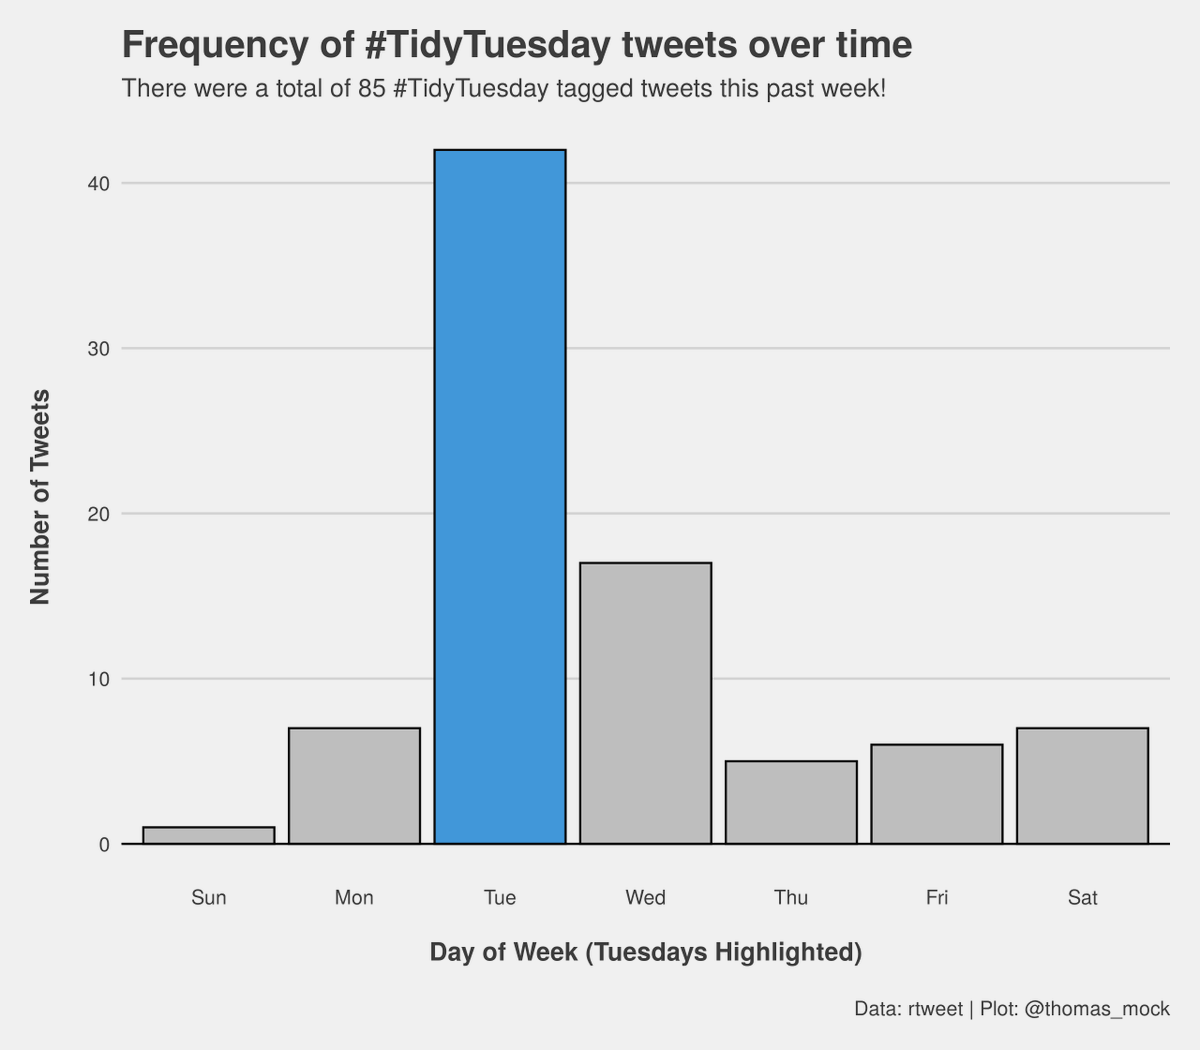 Frequency of #TidyTuesday tweets over time
There were a total of 85 #TidyTuesday tagged tweets this past week!
Number of Tweets
40
30
20
10
0
Sun Mon Tue Wed Thu Fri Sat
Day of Week (Tuesdays Highlighted)
Data: rtweet | Plot: @thomas_mock